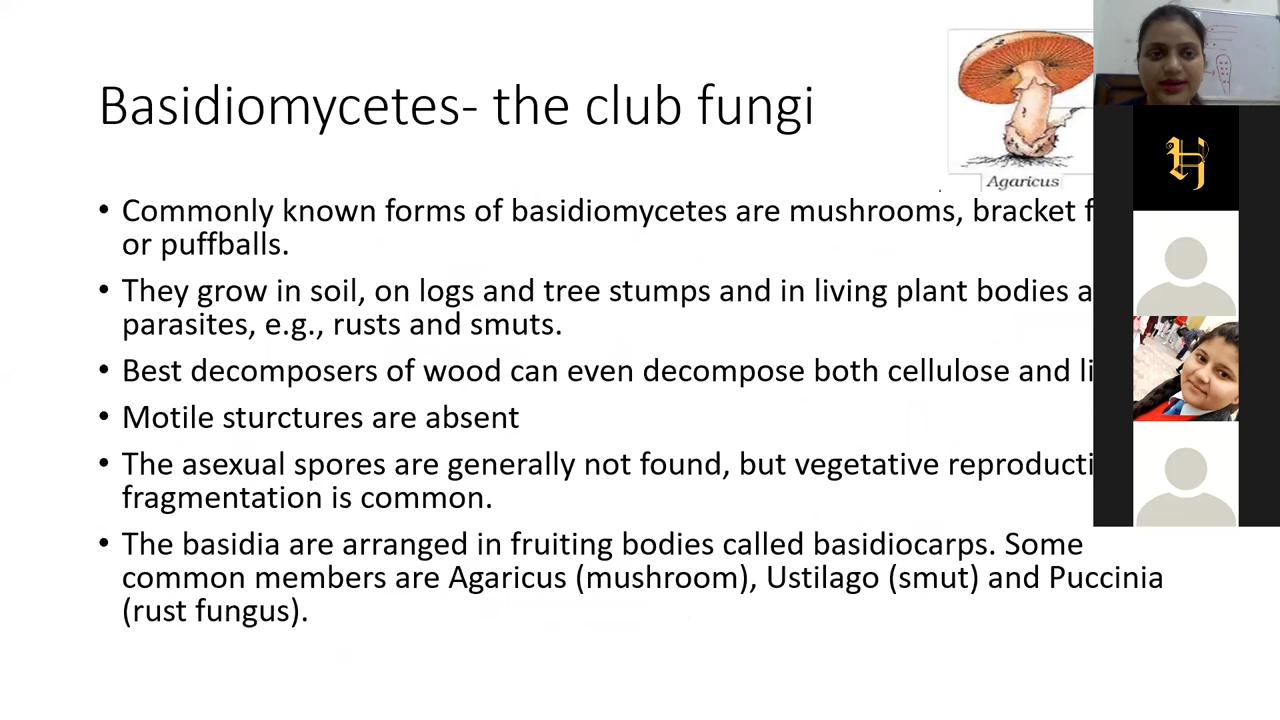 Basidiomycetes- the club fungi
Agaricus
• Commonly known forms of basidiomycetes are mushrooms, bracket
or puffballs.
• They grow in soil, on logs and tree stumps and in living plant bodies
parasites, e.g., rusts and smuts.
• Best decomposers of wood can even decompose both cellulose and
• Motile sturctures are absent
• The asexual spores are generally not found, but vegetative
fragmentation is common.
• The basidia are arranged in fruiting bodies called basidiocarps. Some
common members are Agaricus (mushroom), Ustilago (smut) and Puccinia
(rust fungus).